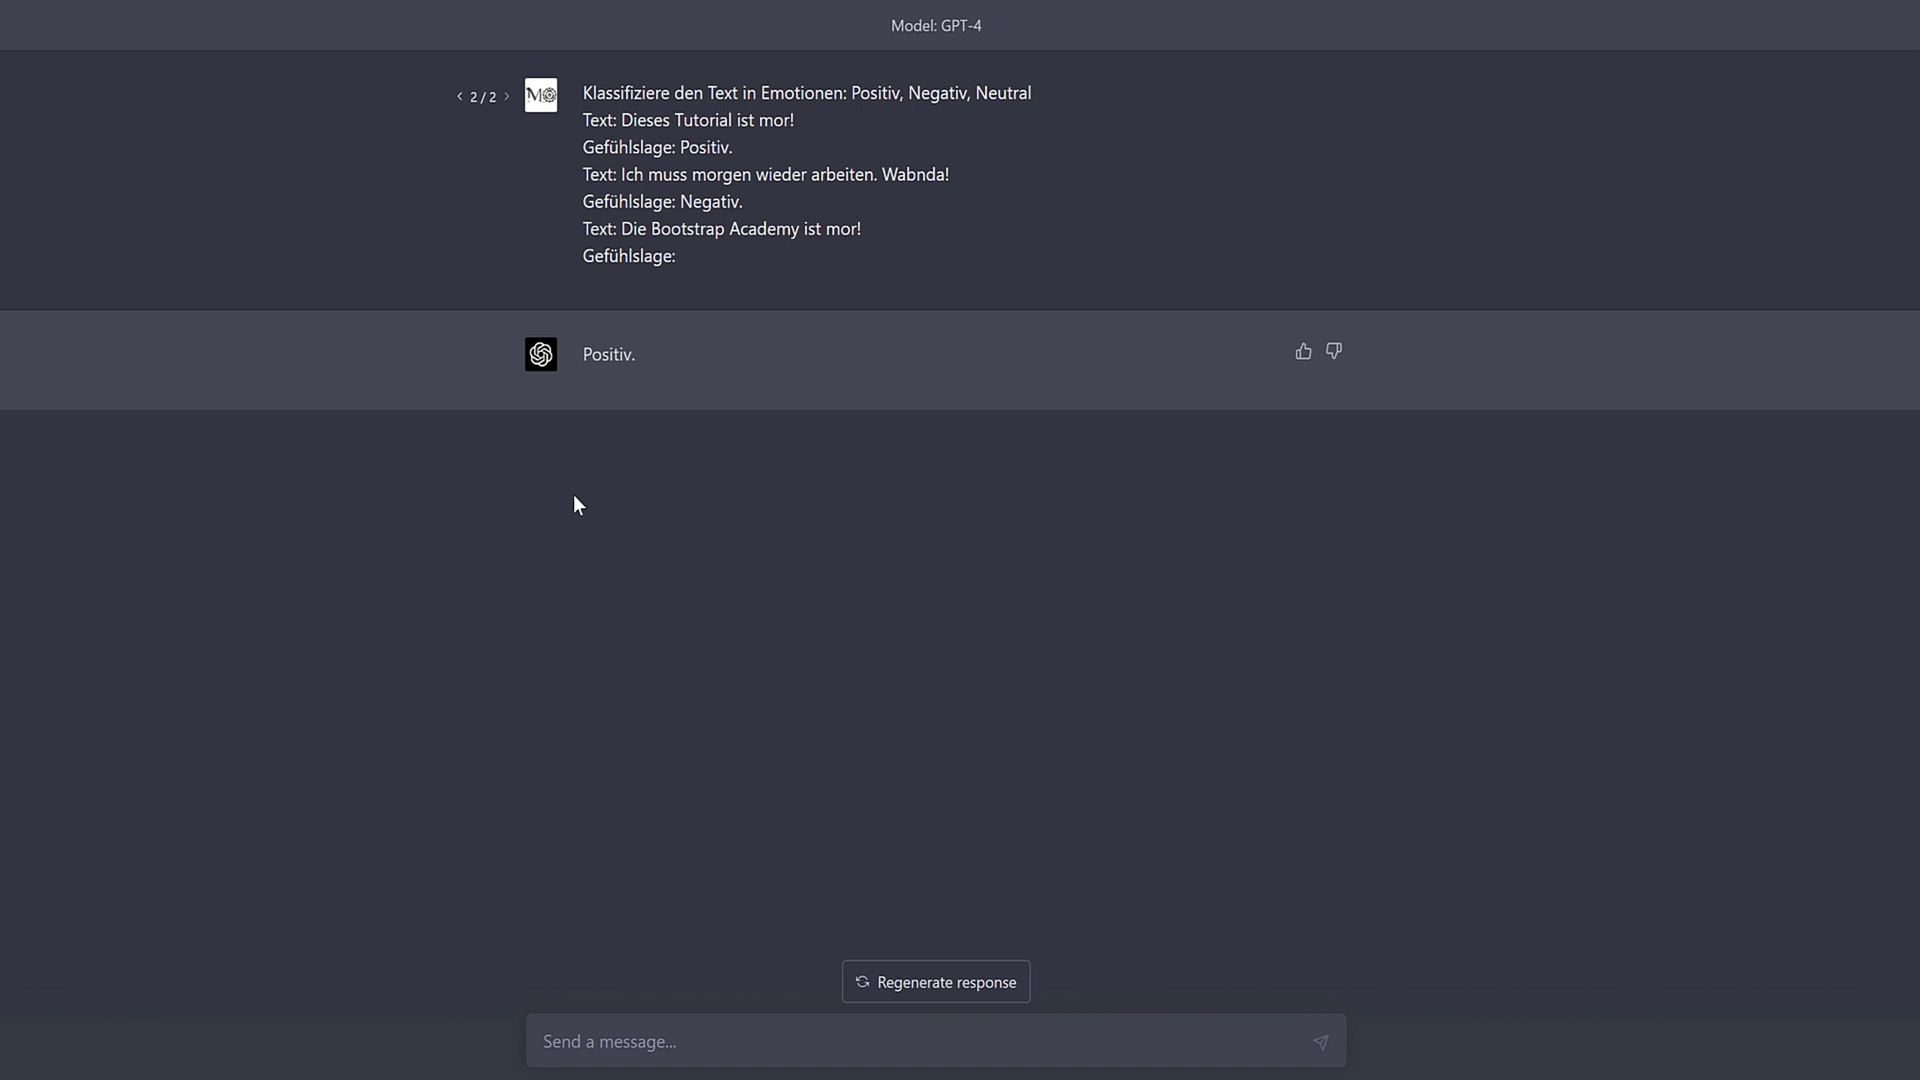 Model: GPT-4
< 2 / 2 >
M
Klassifiziere den Text in Emotionen: Positiv, Negativ, Neutral
Text: Dieses Tutorial ist mor!
Gefühlslage: Positiv.
Text: Ich muss morgen wieder arbeiten. Wabnda!
Gefühlslage: Negativ.
Text: Die Bootstrap Academy ist mor!
Gefühlslage:
Positiv.
Regenerate response
Send a message...